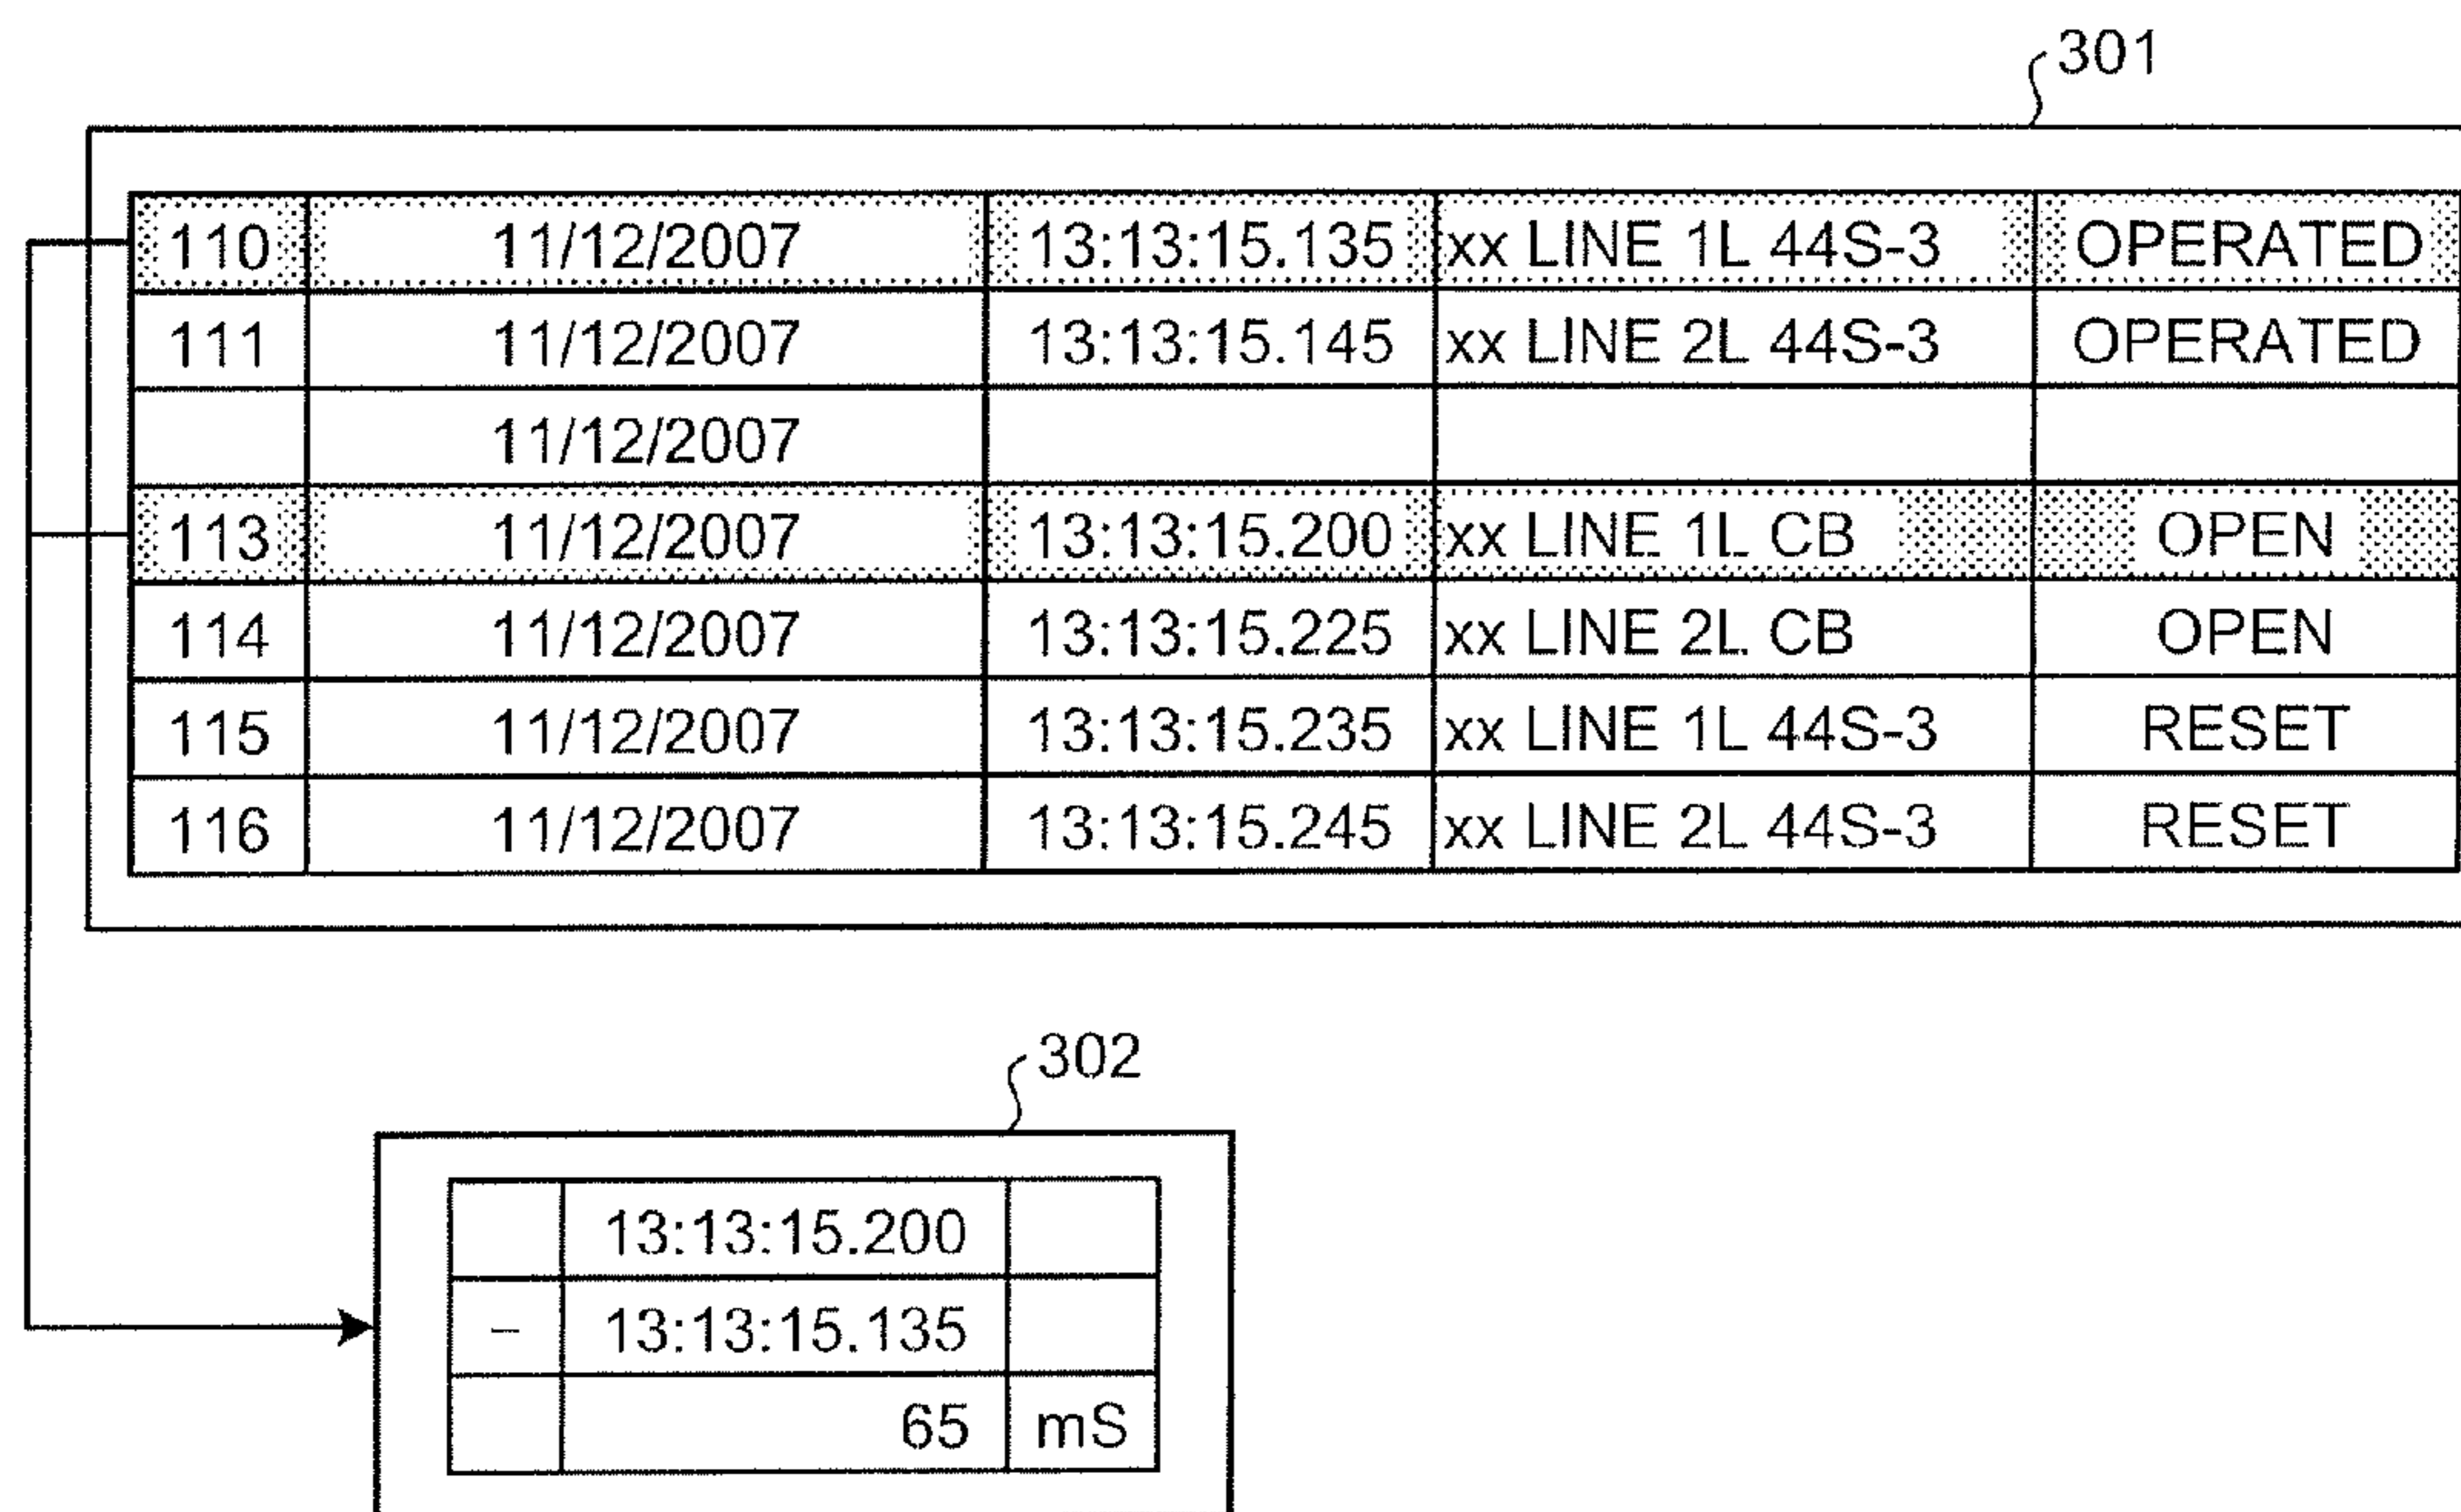 301
110 11/12/2007 13:13:15.135 xx LINE 1L 44S-3 OPERATED
111 11/12/2007 13:13:15.145 xx LINE 2L 44S-3 OPERATED
11/12/2007
113 11/12/2007 13:13:15.200 xx LINE 1L CB OPEN
114 11/12/2007 13:13:15.225 xx LINE 2L CB OPEN
115 11/12/2007 13:13:15.235 xx LINE 1L 44S-3 RESET
116 11/12/2007 13:13:15.245 xx LINE 2L 44S-3 RESET
302
13:13:15.200
– 13:13:15.135
65 mS